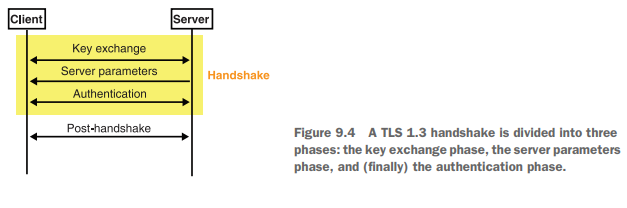 Client
Server
Key exchange
Server parameters
Handshake
Authentication
Post-handshake
Figure 9.4 A TLS 1.3 handshake is divided into three
phases: the key exchange phase, the server parameters
phase, and (finally) the authentication phase.